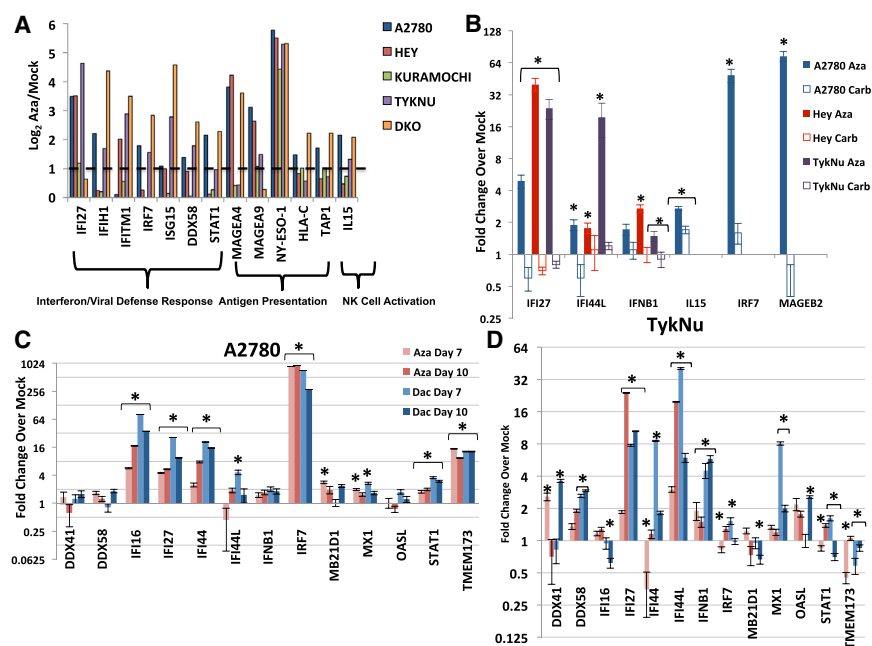 A
Log2 Aza/Mock
6
5
4
3
2
1
0
A2780
HEY
KURAMOCHI
TYKNU
DKO
IFI27
IFIH1
IFITM1
IRF7
ISG15
DDX58
STAT1
MAGEA4
MAGEA9
NY-ESO-1
HLA-C
TAP1
IL15
Interferon/Viral Defense Response
Antigen Presentation
NK Cell Activation
B
Fold Change Over Mock
128
64
32
16
8
4
2
1
0.5
0.25
* * * * * * * * *
A2780 Aza
A2780 Carb
Hey Aza
Hey Carb
TykNu Aza
TykNu Carb
IFI27
IFI44L
IFNB1
IL15
IRF7
MAGEB2
C
A2780
Fold Change Over Mock
1024
256
64
16
4
1
0.25
0.0625
* * * * * * * * * *
Aza Day 7
Aza Day 10
Dac Day 7
Dac Day 10
DDX41
DDX58
IFI16
IFI27
IFI44
IFI44L
IFNB1
IRF7
MB21D1
MX1
OASL
STAT1
TMEM173
D
TykNu
Fold Change Over Mock
64
32
16
8
4
2
1
0.5
0.25
0.125
* * * * * * * * * * * * * * * * * * *
DDX41
DDX58
IFI16
IFI27
IFI44
IFI44L
IFNB1
IRF7
MB21D1
MX1
OASL
STAT1
TMEM173